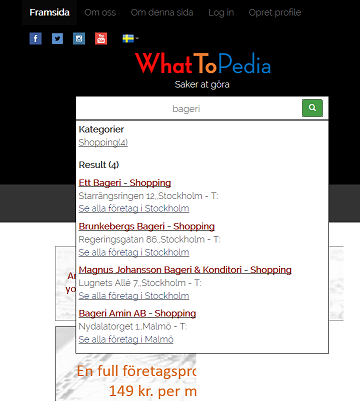 Framsida Om oss Om denna sida Log in Opret profile
WhatToPedia
Saker at göra
bageri
Kategorier
Shopping(4)
Result (4)
Ett Bageri - Shopping
Starrängsringen 12,,Stockholm - T:
Se alla företag i Stockholm
Brunkebergs Bageri - Shopping
Regeringsgatan 86,,Stockholm - T:
Se alla företag i Stockholm
Magnus Johansson Bageri & Konditori - Shopping
Lugnets Allé 7,,Stockholm - T:
Se alla företag i Stockholm
Bageri Amin AB - Shopping
Nydalatorget 1,,Malmö - T:
Se alla företag i Malmö
En full företagspro
149 kr. per m